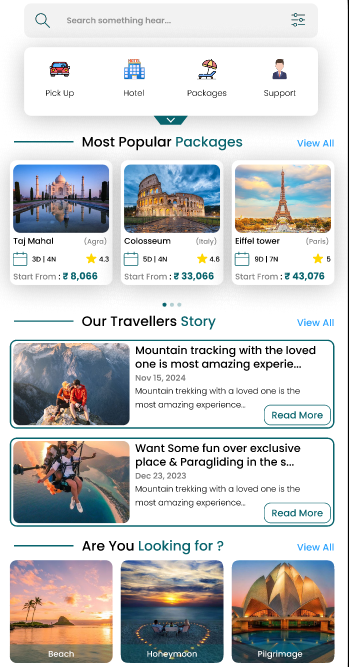 Search something hear...
Pick Up
Hotel
Packages
Support
Most Popular Packages
View All
Taj Mahal (Agra)
3D | 4N 4.3
Start From : ₹ 8,066
Colosseum (Italy)
5D | 4N 4.6
Start From : ₹ 33,066
Eiffel tower (Paris)
9D | 7N 5
Start From : ₹ 43,076
Our Travellers Story
View All
Mountain tracking with the loved
one is most amazing experie...
Nov 15, 2024
Mountain trekking with a loved one is the
most amazing experience..
Read More
Want Some fun over exclusive
place & Paragliding in the s...
Dec 23, 2023
Mountain trekking with a loved one is the
most amazing experience..
Read More
Are You Looking for ?
View All
Beach
Honeymoon
Pilgrimage